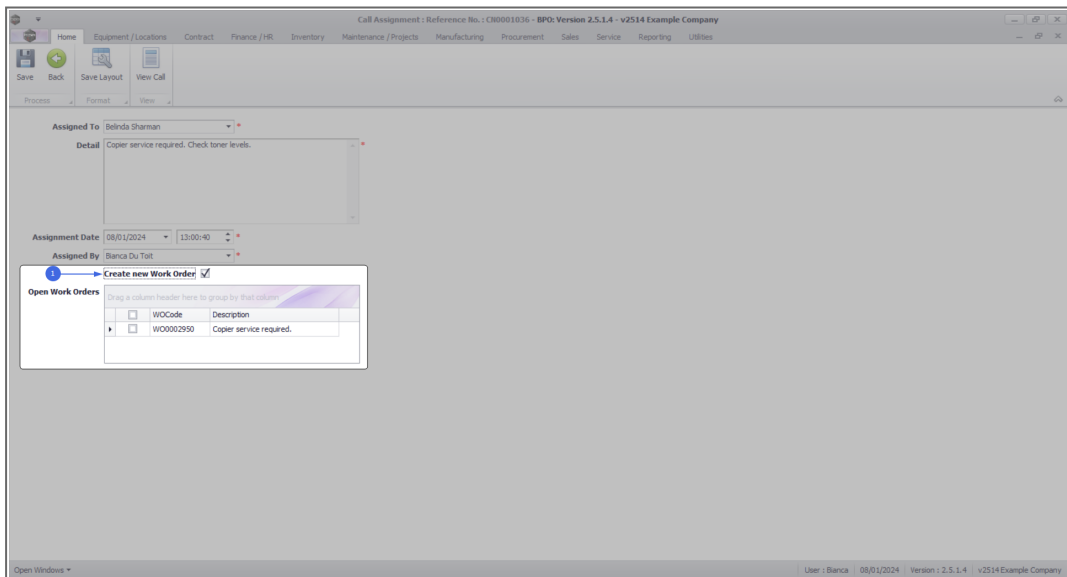 Call Assignment : Reference No. : CN0001036 - BPO: Version 2.5.1.4 - v2514 Example Company
Home Equipment / Locations Contract Finance / HR Inventory Maintenance / Projects Manufacturing Procurement Sales Service Reporting Utilities
Save Back Save Layout View Call
Process Format View
Assigned To Belinda Sharman *
Detail Copier service required. Check toner levels. *
Assignment Date 08/01/2024 13:00:40 *
Assigned By Bianca Du Toit *
1 Create new Work Order
Open Work Orders
Drag a column header here to group by that column
WOCode Description
WO0002950 Copier service required.
Open Windows User : Bianca 08/01/2024 Version : 2.5.1.4 v2514 Example Company